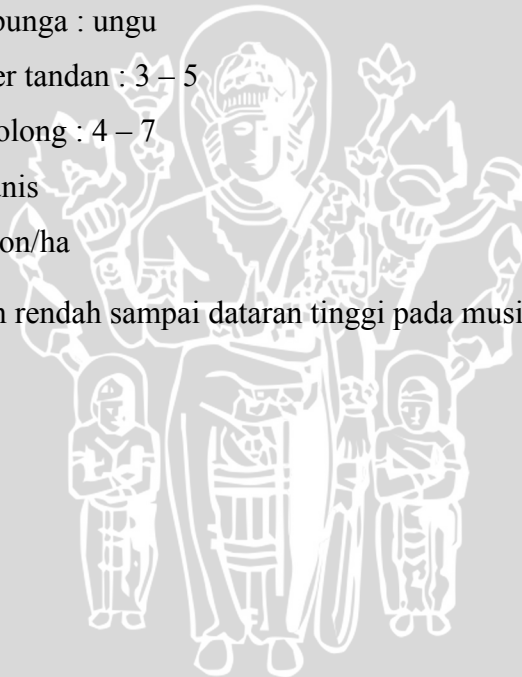 bunga : ungu
er tandan : 3 – 5
olong : 4 – 7
nis
on/ha
n rendah sampai dataran tinggi pada musi